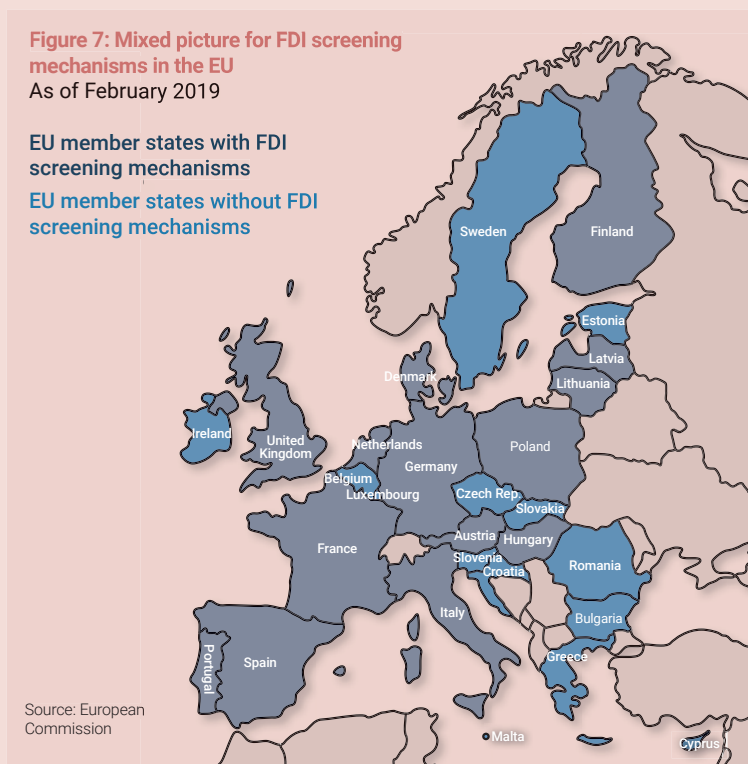 Figure 7: Mixed picture for FDI screening
mechanisms in the EU
As of February 2019
EU member states with FDI
screening mechanisms
EU member states without FDI
screening mechanisms
Sweden
Finland
Estonia
Latvia
Lithuania
Denmark
Ireland
United
Kingdom
Netherlands
Germany
Poland
Belgium
Luxembourg
Czech Rep.
Slovakia
Austria
Hungary
France
Slovenia
Croatia
Romania
Italy
Bulgaria
Portugal
Spain
Greece
Malta
Cyprus
Source: European
Commission